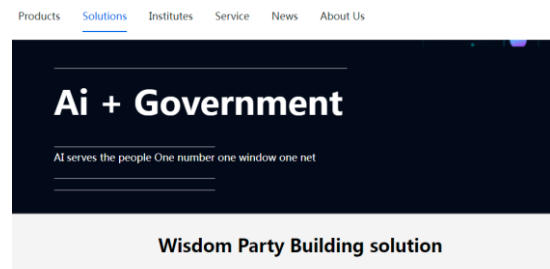 Products Solutions Institutes Service News About Us
Ai + Government
AI serves the people One number one window one net
Wisdom Party Building solution